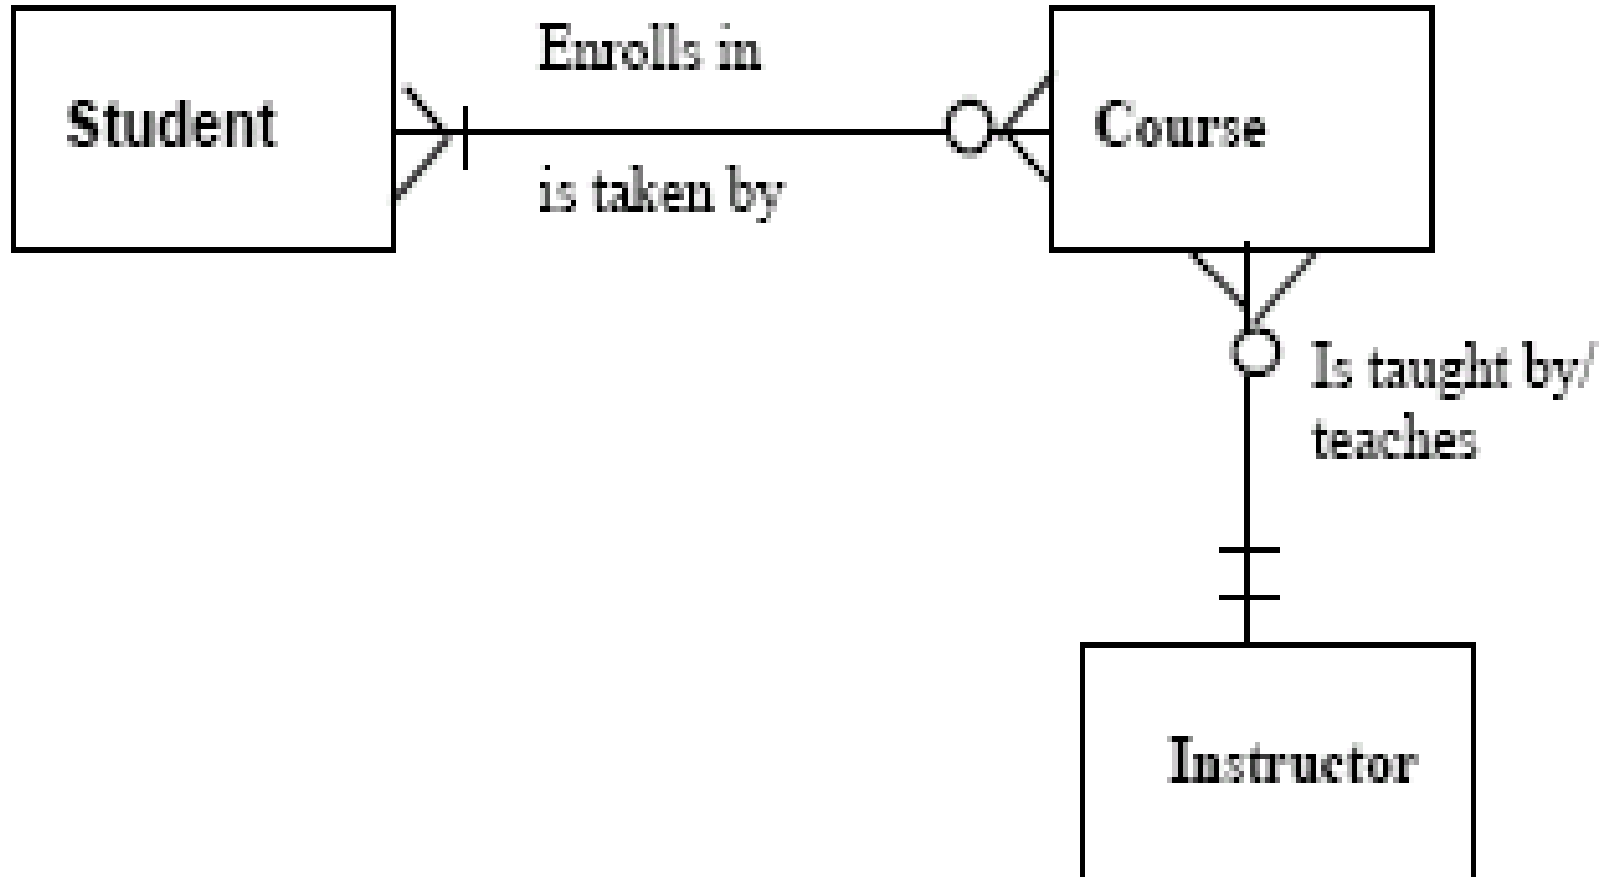 Student
Enrolls in
is taken by
Course
Is taught by/
teaches
Instructor